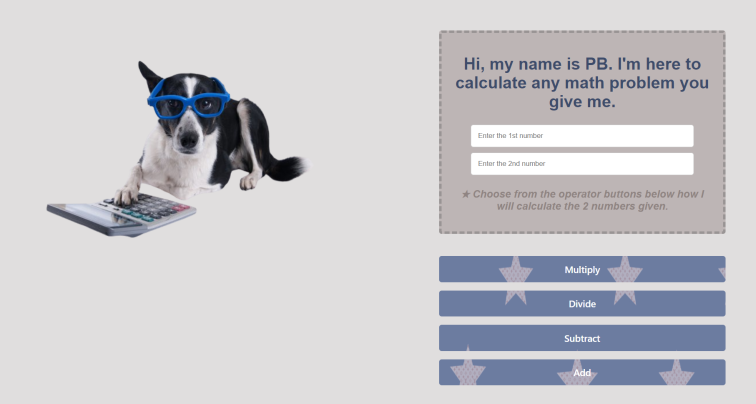 Hi, my name is PB. I'm here to
calculate any math problem you
give me.
Enter the 1st number
Enter the 2nd number
★ Choose from the operator buttons below how I
will calculate the 2 numbers given.
Multiply
Divide
Subtract
Add